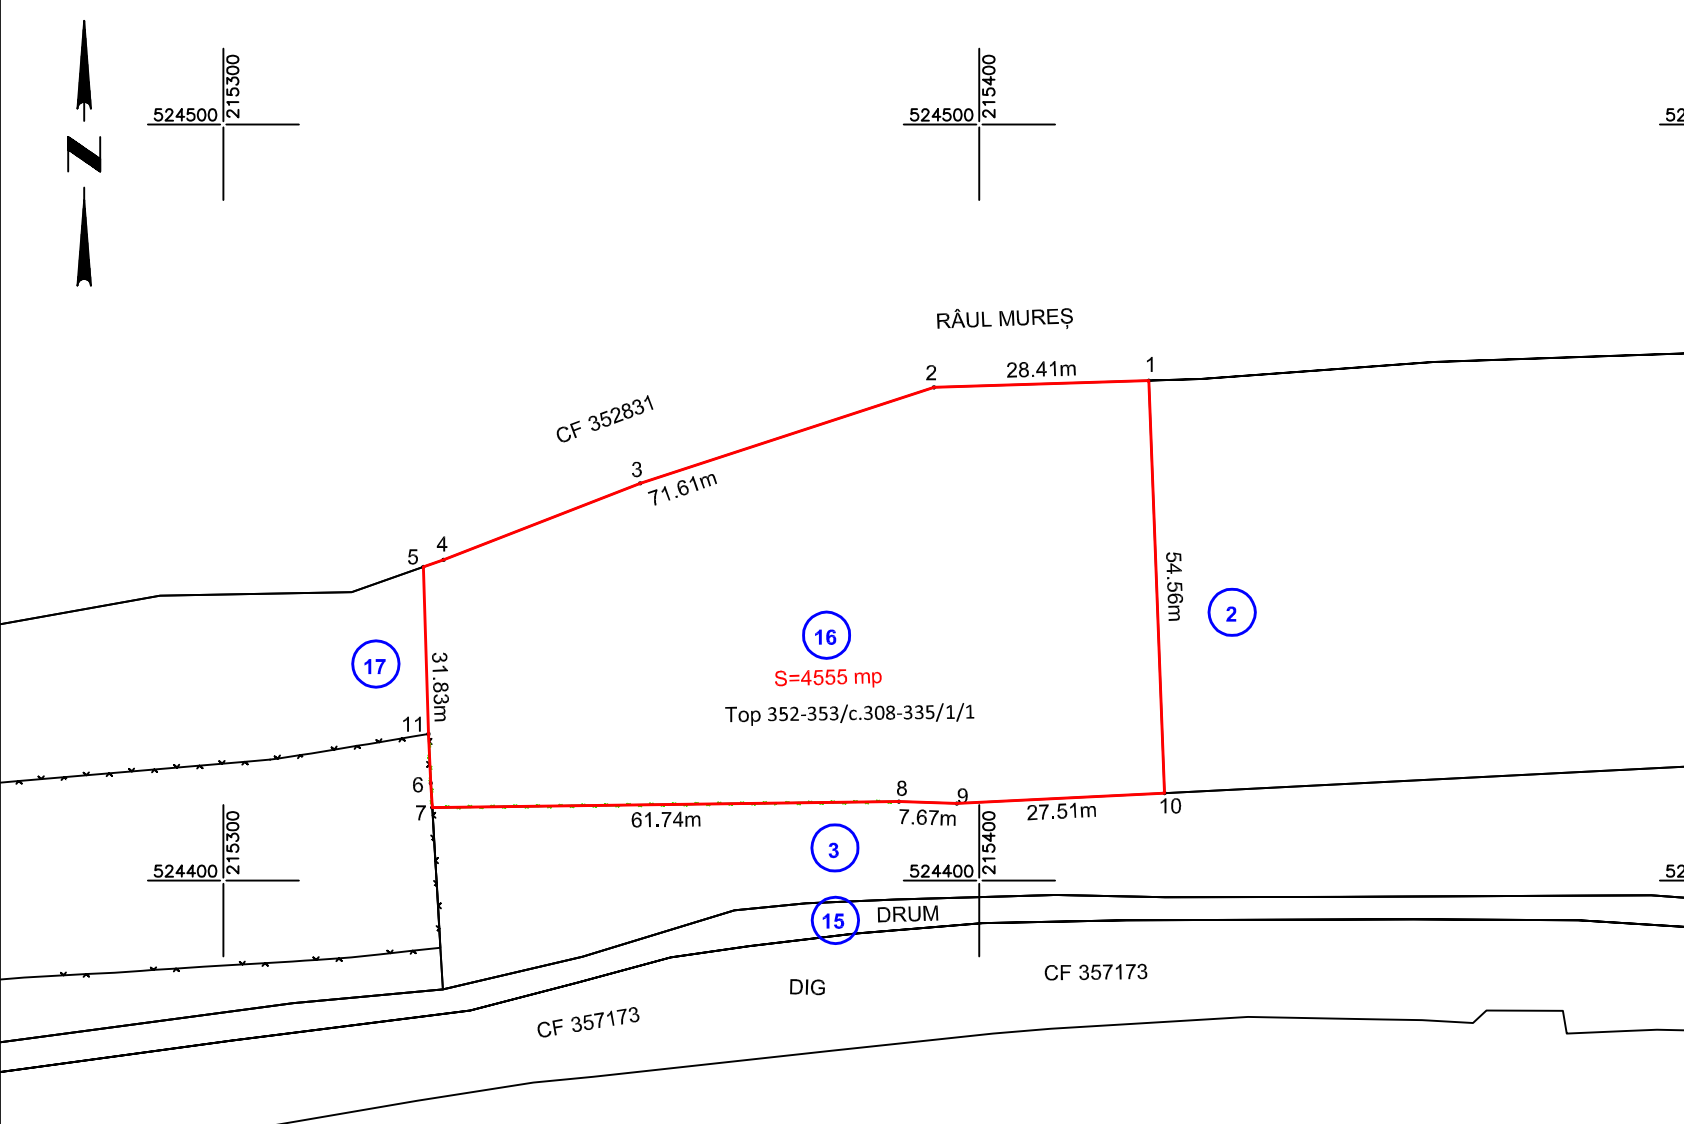 N
524500
215300
524500
215400
52
RÂUL MUREȘ
1
28.41m
2
CF 352831
3
71.61m
4
5
54.56m
2
16
S=4555 mp
Top 352-353/c.308-335/1/1
17
31.83m
11
6
7
8
9
10
61.74m
7.67m
27.51m
3
524400
215300
524400
215400
52
15
DRUM
DIG
CF 357173
CF 357173